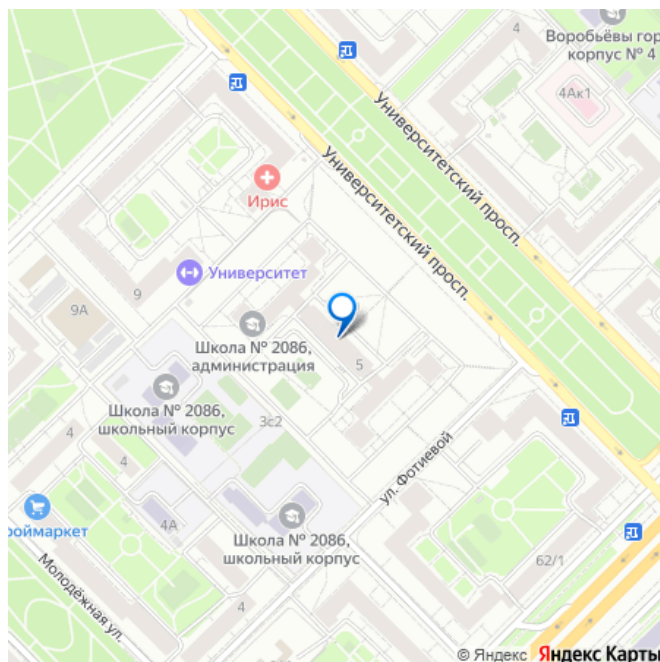 Воробьёвы гор
корпус № 4
4Ак1
Университетский просп.
Университетский просп.
Ирис
Университет
9
9А
Школа № 2086,
администрация
5
Школа № 2086,
школьный корпус
3с2
4
4
ул. Фотиевой
роймаркет
4А
Школа № 2086,
школьный корпус
62/1
Молодёжная ул.
4
© Яндекс Яндекс Карты